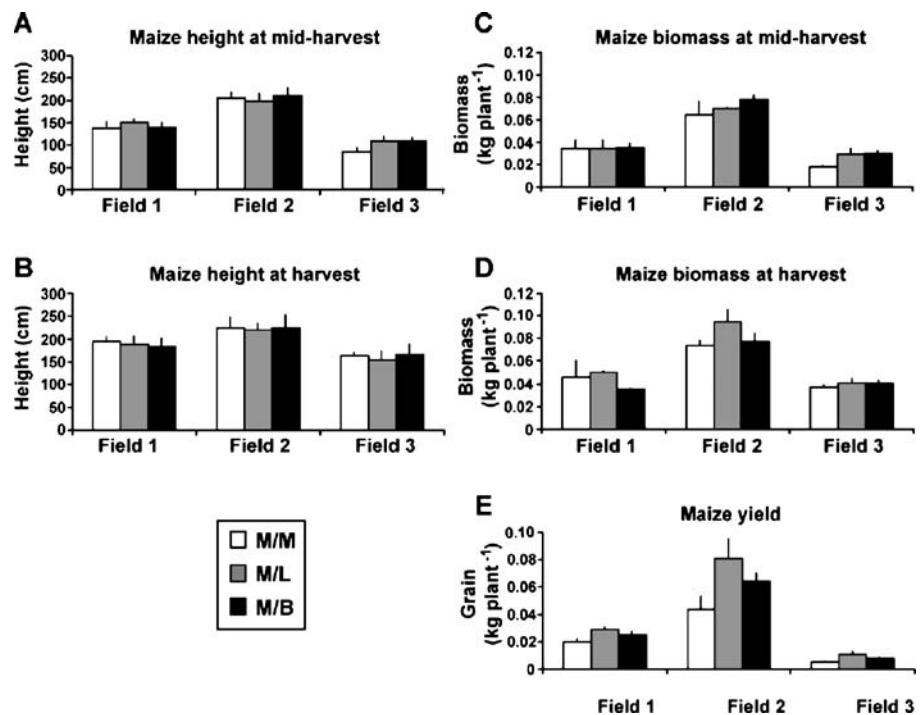 A
Maize height at mid-harvest
Height (cm)
300
250
200
150
100
50
0
Field 1 Field 2 Field 3
B
Maize height at harvest
Height (cm)
300
250
200
150
100
50
0
Field 1 Field 2 Field 3
M/M
M/L
M/B
C
Maize biomass at mid-harvest
Biomass
(kg plant-1)
0.12
0.10
0.08
0.06
0.04
0.02
0
Field 1 Field 2 Field 3
D
Maize biomass at harvest
Biomass
(kg plant-1)
0.12
0.10
0.08
0.06
0.04
0.02
0
Field 1 Field 2 Field 3
E
Maize yield
Grain
(kg plant-1)
0.10
0.08
0.06
0.04
0.02
0
Field 1 Field 2 Field 3